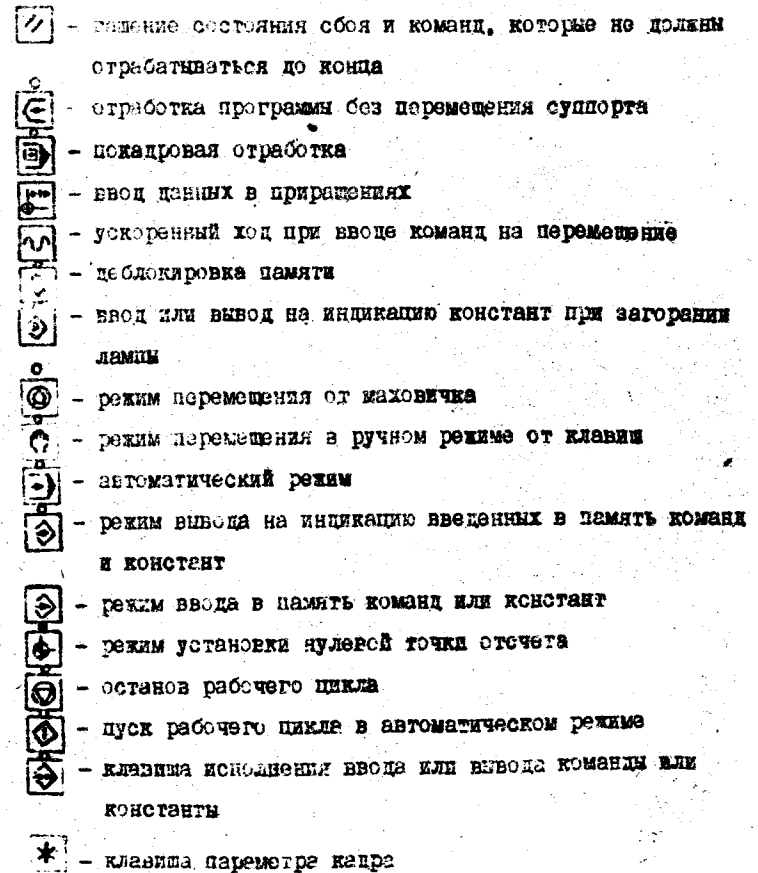 - гашение состояния сбоя и команд, которые не должны
отрабатываться до конца
- отработка программы без перемещения суппорта
- покадровая отработка
- ввод данных в приращениях
- ускоренный ход при вводе команд на перемещение
- деблокировка памяти
- ввод или вывод на индикацию констант при загорании
лампы
- режим перемещения от маховичка
- режим перемещения в ручном режиме от клавиш
- автоматический режим
- режим вывода на индикацию введенных в память команд
и констант
- режим ввода в память команд или констант
- режим установки нулевой точки отсчета
- останов рабочего цикла
- пуск рабочего цикла в автоматическом режиме
- клавиша исполнения ввода или вывода команды или
константы
* - клавиша параметра кадра